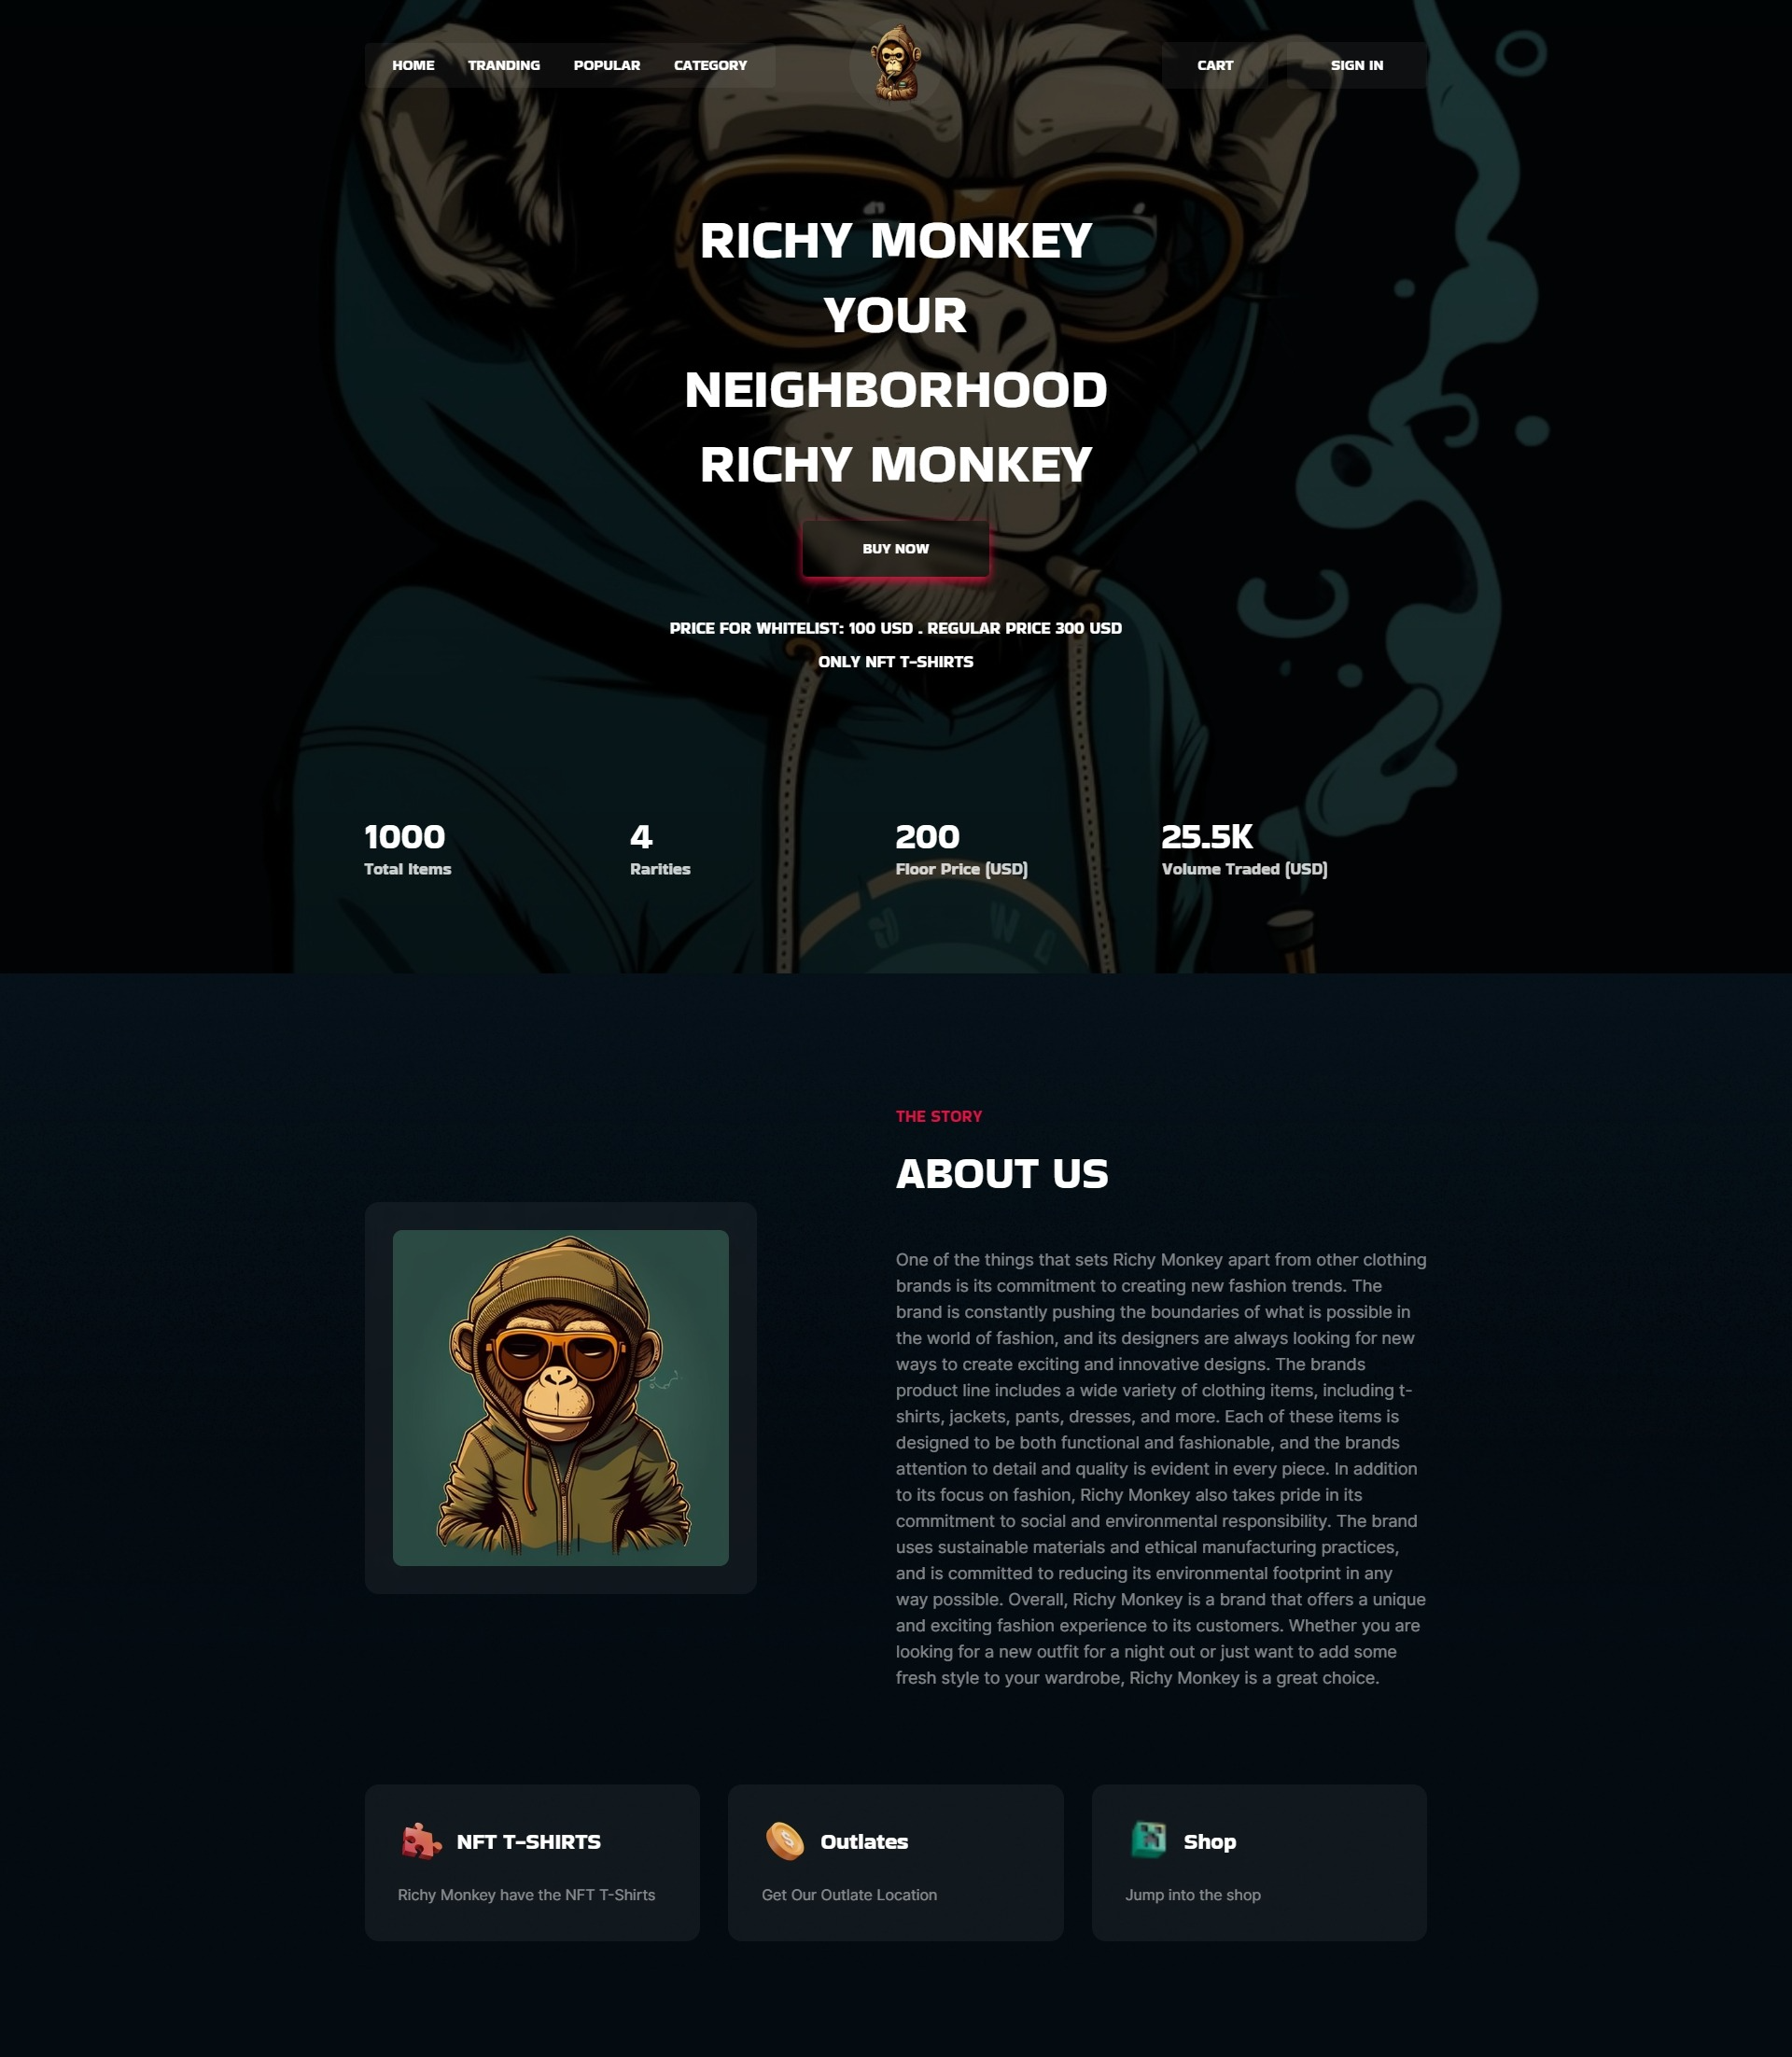 HOME TRANDING POPULAR CATEGORY CART SIGN IN
RICHY MONKEY
YOUR
NEIGHBORHOOD
RICHY MONKEY
BUY NOW
PRICE FOR WHITELIST: 100 USD . REGULAR PRICE 300 USD
ONLY NFT T-SHIRTS
1000 4 200 25.5K
Total Items Rarities Floor Price (USD) Volume Traded (USD)
THE STORY
ABOUT US
One of the things that sets Richy Monkey apart from other clothing
brands is its commitment to creating new fashion trends. The
brand is constantly pushing the boundaries of what is possible in
the world of fashion, and its designers are always looking for new
ways to create exciting and innovative designs. The brands
product line includes a wide variety of clothing items, including t-
shirts, jackets, pants, dresses, and more. Each of these items is
designed to be both functional and fashionable, and the brands
attention to detail and quality is evident in every piece. In addition
to its focus on fashion, Richy Monkey also takes pride in its
commitment to social and environmental responsibility. The brand
uses sustainable materials and ethical manufacturing practices,
and is committed to reducing its environmental footprint in any
way possible. Overall, Richy Monkey is a brand that offers a unique
and exciting fashion experience to its customers. Whether you are
looking for a new outfit for a night out or just want to add some
fresh style to your wardrobe, Richy Monkey is a great choice.
NFT T-SHIRTS Outlates Shop
Richy Monkey have the NFT T-Shirts Get Our Outlate Location Jump into the shop